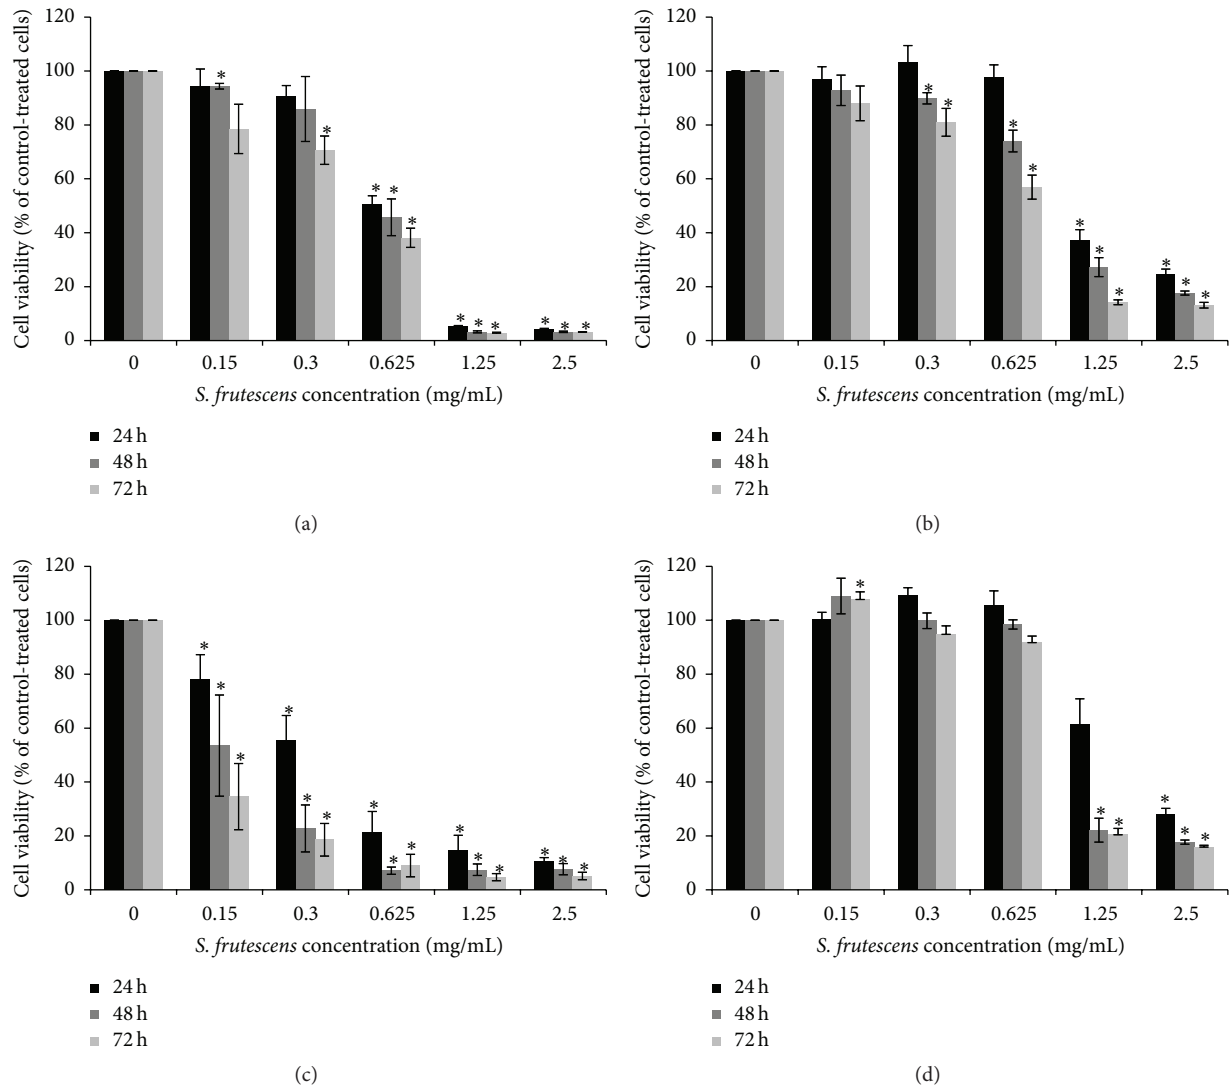 120
100
80
60
40
20
0
Cell viability (% of control-treated cells)
* * * * * * * * * * *
0 0.15 0.3 0.625 1.25 2.5
S. frutescens concentration (mg/mL)
24 h
48 h
72 h
(a)
120
100
80
60
40
20
0
Cell viability (% of control-treated cells)
* * * * * * * * * *
0 0.15 0.3 0.625 1.25 2.5
S. frutescens concentration (mg/mL)
24 h
48 h
72 h
(b)
120
100
80
60
40
20
0
Cell viability (% of control-treated cells)
* * * * * * * * * * * * * * *
0 0.15 0.3 0.625 1.25 2.5
S. frutescens concentration (mg/mL)
24 h
48 h
72 h
(c)
120
100
80
60
40
20
0
Cell viability (% of control-treated cells)
* * * * * *
0 0.15 0.3 0.625 1.25 2.5
S. frutescens concentration (mg/mL)
24 h
48 h
72 h
(d)